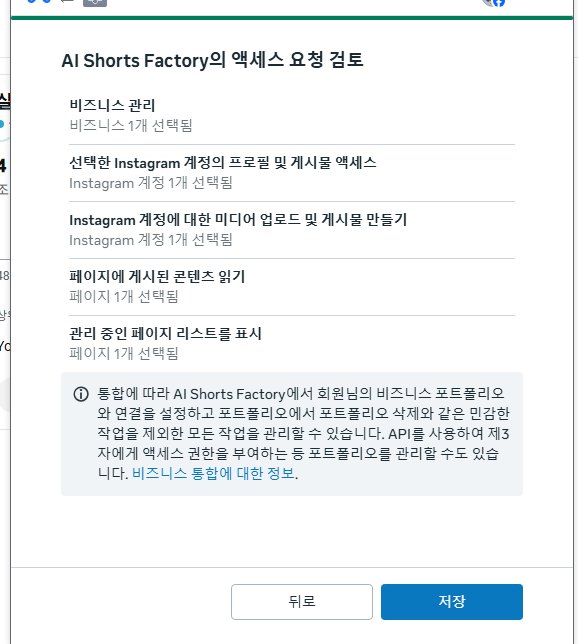 AI Shorts Factory의 액세스 요청 검토
비즈니스 관리
비즈니스 1개 선택됨
선택한 Instagram 계정의 프로필 및 게시물 액세스
Instagram 계정 1개 선택됨
Instagram 계정에 대한 미디어 업로드 및 게시물 만들기
Instagram 계정 1개 선택됨
페이지에 게시된 콘텐츠 읽기
페이지 1개 선택됨
관리 중인 페이지 리스트를 표시
페이지 1개 선택됨
통합에 따라 AI Shorts Factory에서 회원님의 비즈니스 포트폴리오
와 연결을 설정하고 포트폴리오에서 포트폴리오 삭제와 같은 민감한
작업을 제외한 모든 작업을 관리할 수 있습니다. API를 사용하여 제3
자에게 액세스 권한을 부여하는 등 포트폴리오를 관리할 수도 있습
니다. 비즈니스 통합에 대한 정보.
뒤로
저장